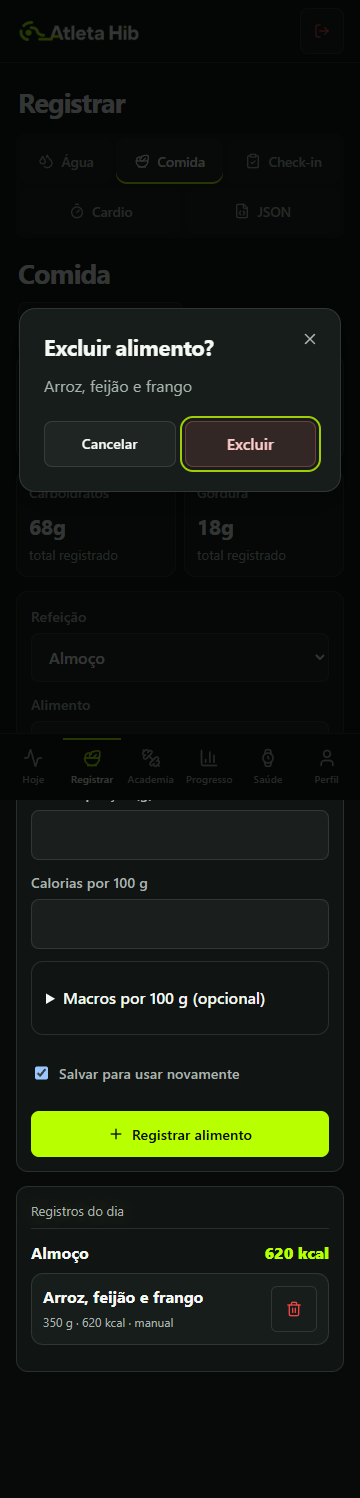 Atleta Hib
Registrar
Água
Comida
Check-in
Cardio
JSON
Comida
Excluir alimento?
Arroz, feijão e frango
Cancelar
Excluir
Carboidratos
Gordura
68g
18g
total registrado
total registrado
Refeição
Almoço
Alimento
Hoje
Registrar
Academia
Progresso
Saúde
Perfil
Calorias por 100 g
Macros por 100 g (opcional)
Salvar para usar novamente
Registrar alimento
Registros do dia
Almoço
620 kcal
Arroz, feijão e frango
350 g · 620 kcal · manual